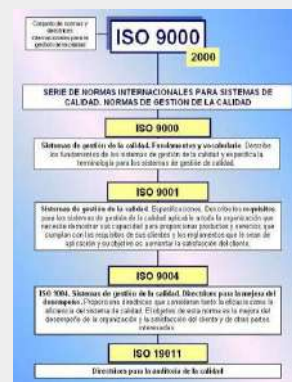 Conjunto de normas y
directrices
internacionales para la
gestión de la calidad
ISO 9000
2000
SERIE DE NORMAS INTERNACIONALES PARA SISTEMAS DE
CALIDAD. NORMAS DE GESTIÓN DE LA CALIDAD
ISO 9000
Sistemas de gestión de la calidad. Fundamentos y vocabulario. Describe
los fundamentos de los sistemas de gestión de la calidad y especifica la
terminología para los sistemas de gestión de calidad.
ISO 9001
Sistemas de gestión de la calidad. Especificaciones. Describe los requisitos
para los sistemas de gestión de la calidad aplicable a toda la organización que
necesita demostrar sus capacidad para proporcionar productos y servicios que
cumplan con los requisitos de sus clientes y los reglamentos que le sean de
aplicación y su objetivo es aumentar la satisfacción del cliente.
ISO 9004
ISO 9004. Sistemas de gestión de la calidad. Directrices para la mejora del
desempeño. Proporciona directrices que consideran tanto la eficacia como la
eficiencia del sistema de calidad. El objetivo de esta norma es la mejora del
desempeño de la organización y la satisfacción del cliente y de otras partes
interesadas
ISO 19011
Directrices para la auditoría de la calidad